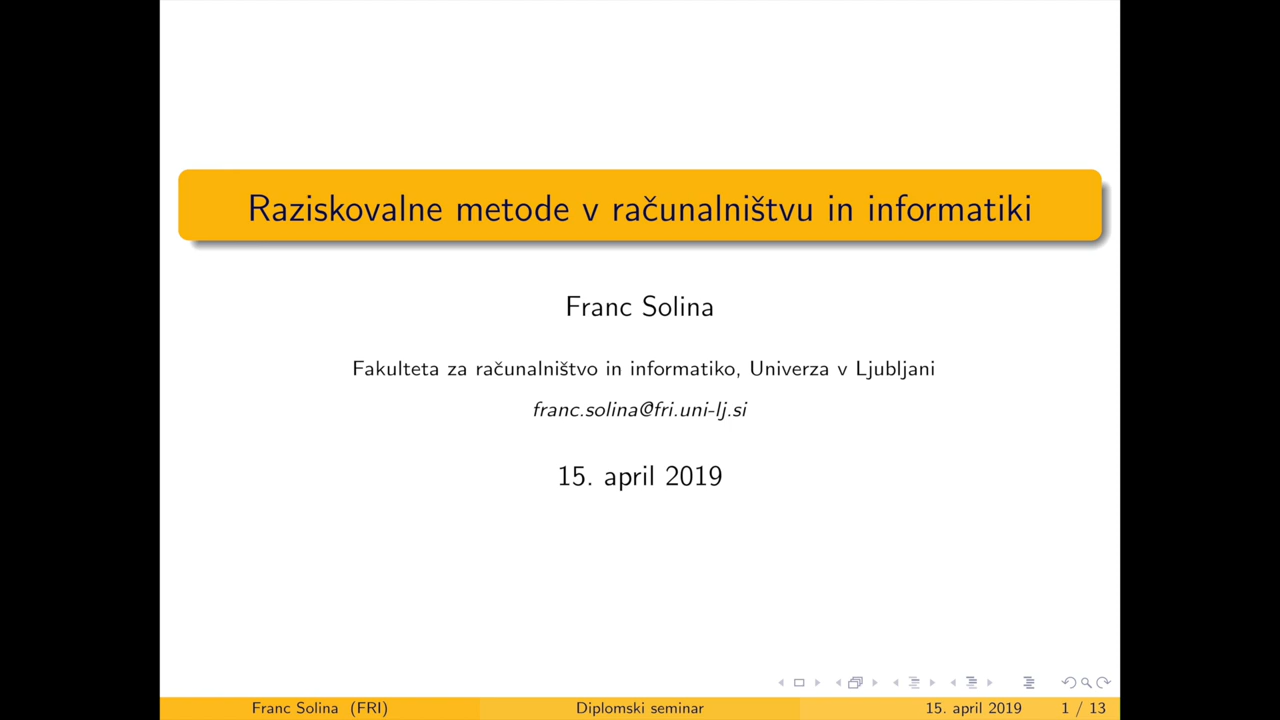 Raziskovalne metode v računalništvu in informatiki
Franc Solina
Fakulteta za računalništvo in informatiko, Univerza v Ljubljani
franc.solina@fri.uni-lj.si
15. april 2019
Franc Solina (FRI) Diplomski seminar 15. april 2019 1 / 13